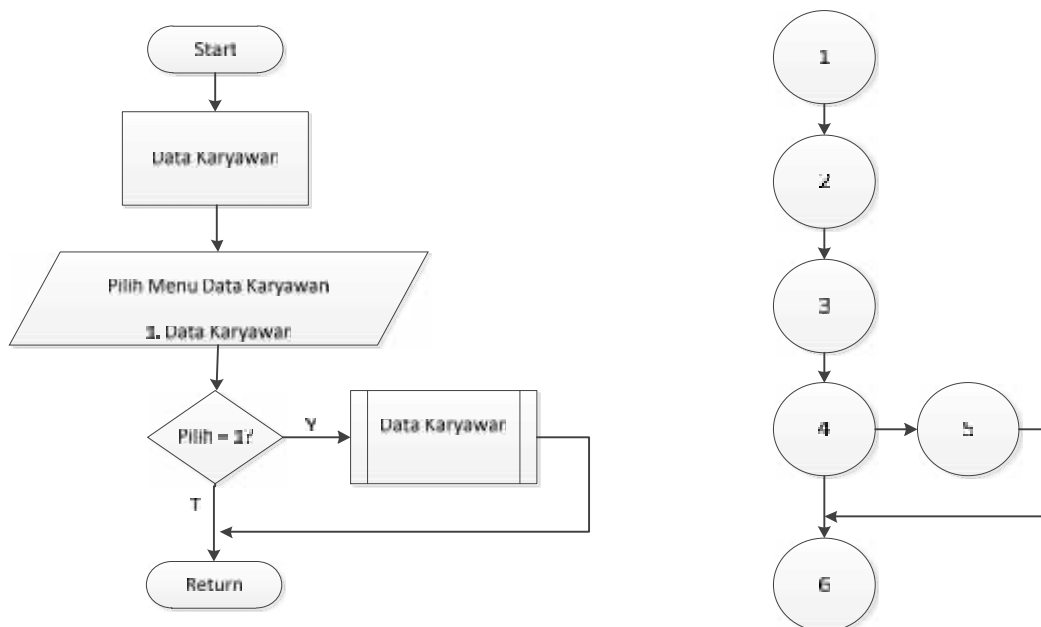 Start
Data Karyawan
Pilih Menu Data Karyawan
1. Data Karyawan
Pilih = 1?
Y
Data Karyawan
T
Return
1
2
3
4
5
6